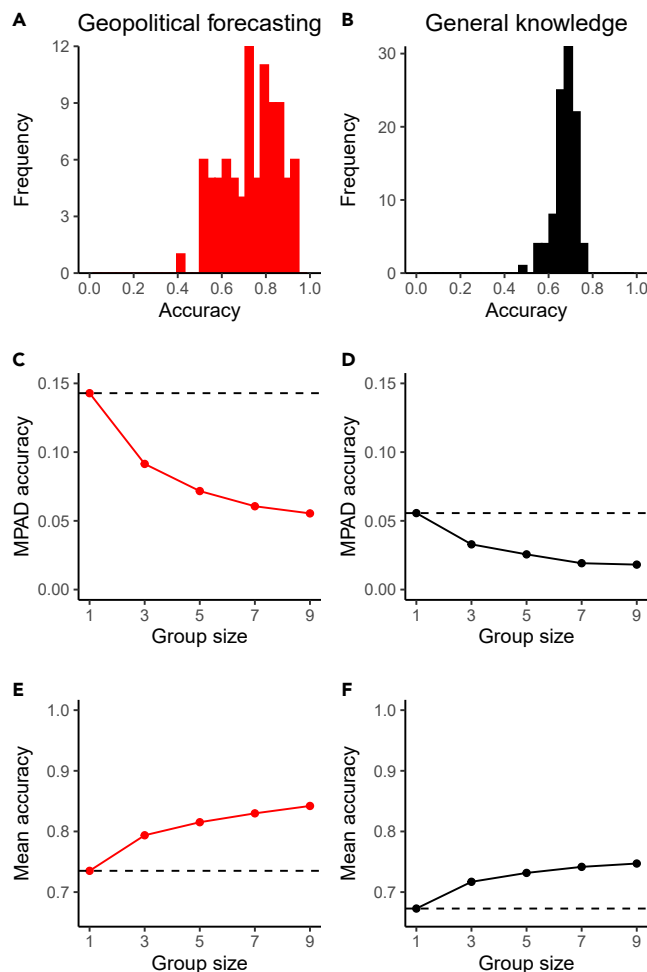 A Geopolitical forecasting
B General knowledge
12
9
6
3
0
Frequency
0.0 0.2 0.4 0.6 0.8 1.0
Accuracy
30
20
10
0
Frequency
0.0 0.2 0.4 0.6 0.8 1.0
Accuracy
C
0.15
0.10
0.05
0.00
MPAD accuracy
1 3 5 7 9
Group size
D
0.15
0.10
0.05
0.00
MPAD accuracy
1 3 5 7 9
Group size
E
1.0
0.9
0.8
0.7
Mean accuracy
1 3 5 7 9
Group size
F
1.0
0.9
0.8
0.7
Mean accuracy
1 3 5 7 9
Group size